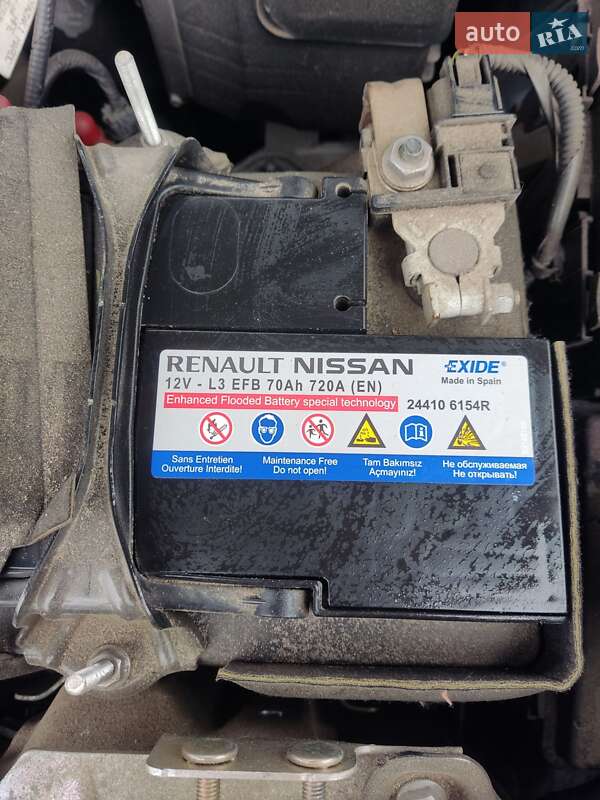 auto RIA
.com
RENAULT NISSAN
EXIDE
12V - L3 EFB 70Ah 720A (EN)
Made in Spain
Enhanced Flooded Battery special technology
24410 6154R
Sans Entretien
Ouverture Interdite!
Maintenance Free
Do not open!
Tam Bakımsız
Açmayınız!
Не обслуживаемая
Не открывать!